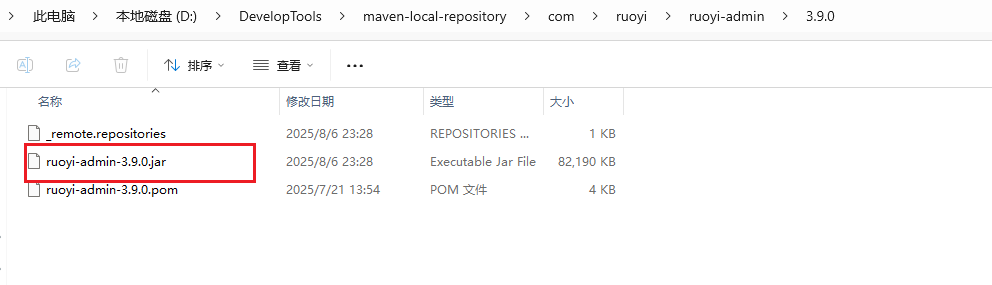 此电脑 > 本地磁盘 (D:) > DevelopTools > maven-local-repository > com > ruoyi > ruoyi-admin > 3.9.0
排序 查看 ...
名称 修改日期 类型 大小
_remote.repositories 2025/8/6 23:28 REPOSITORIES ... 1 KB
ruoyi-admin-3.9.0.jar 2025/8/6 23:28 Executable Jar File 82,190 KB
ruoyi-admin-3.9.0.pom 2025/7/21 13:54 POM 文件 4 KB